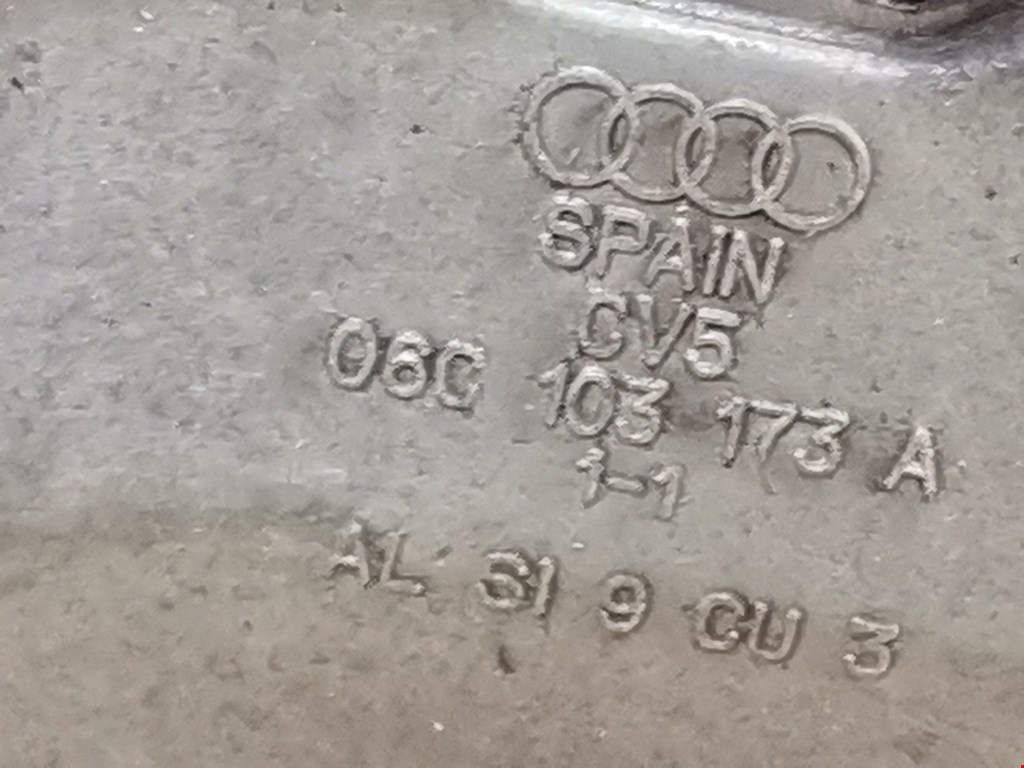 SPAIN
CV5
06C 103 173 A
1-1
AL SI 9 CU 3